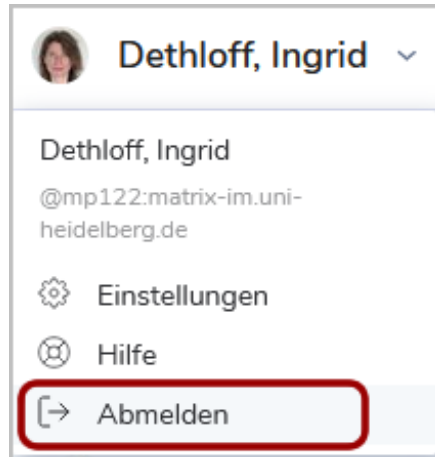 Dethloff, Ingrid
Dethloff, Ingrid
@mp122:matrix-im.uni-
heidelberg.de
Einstellungen
Hilfe
Abmelden